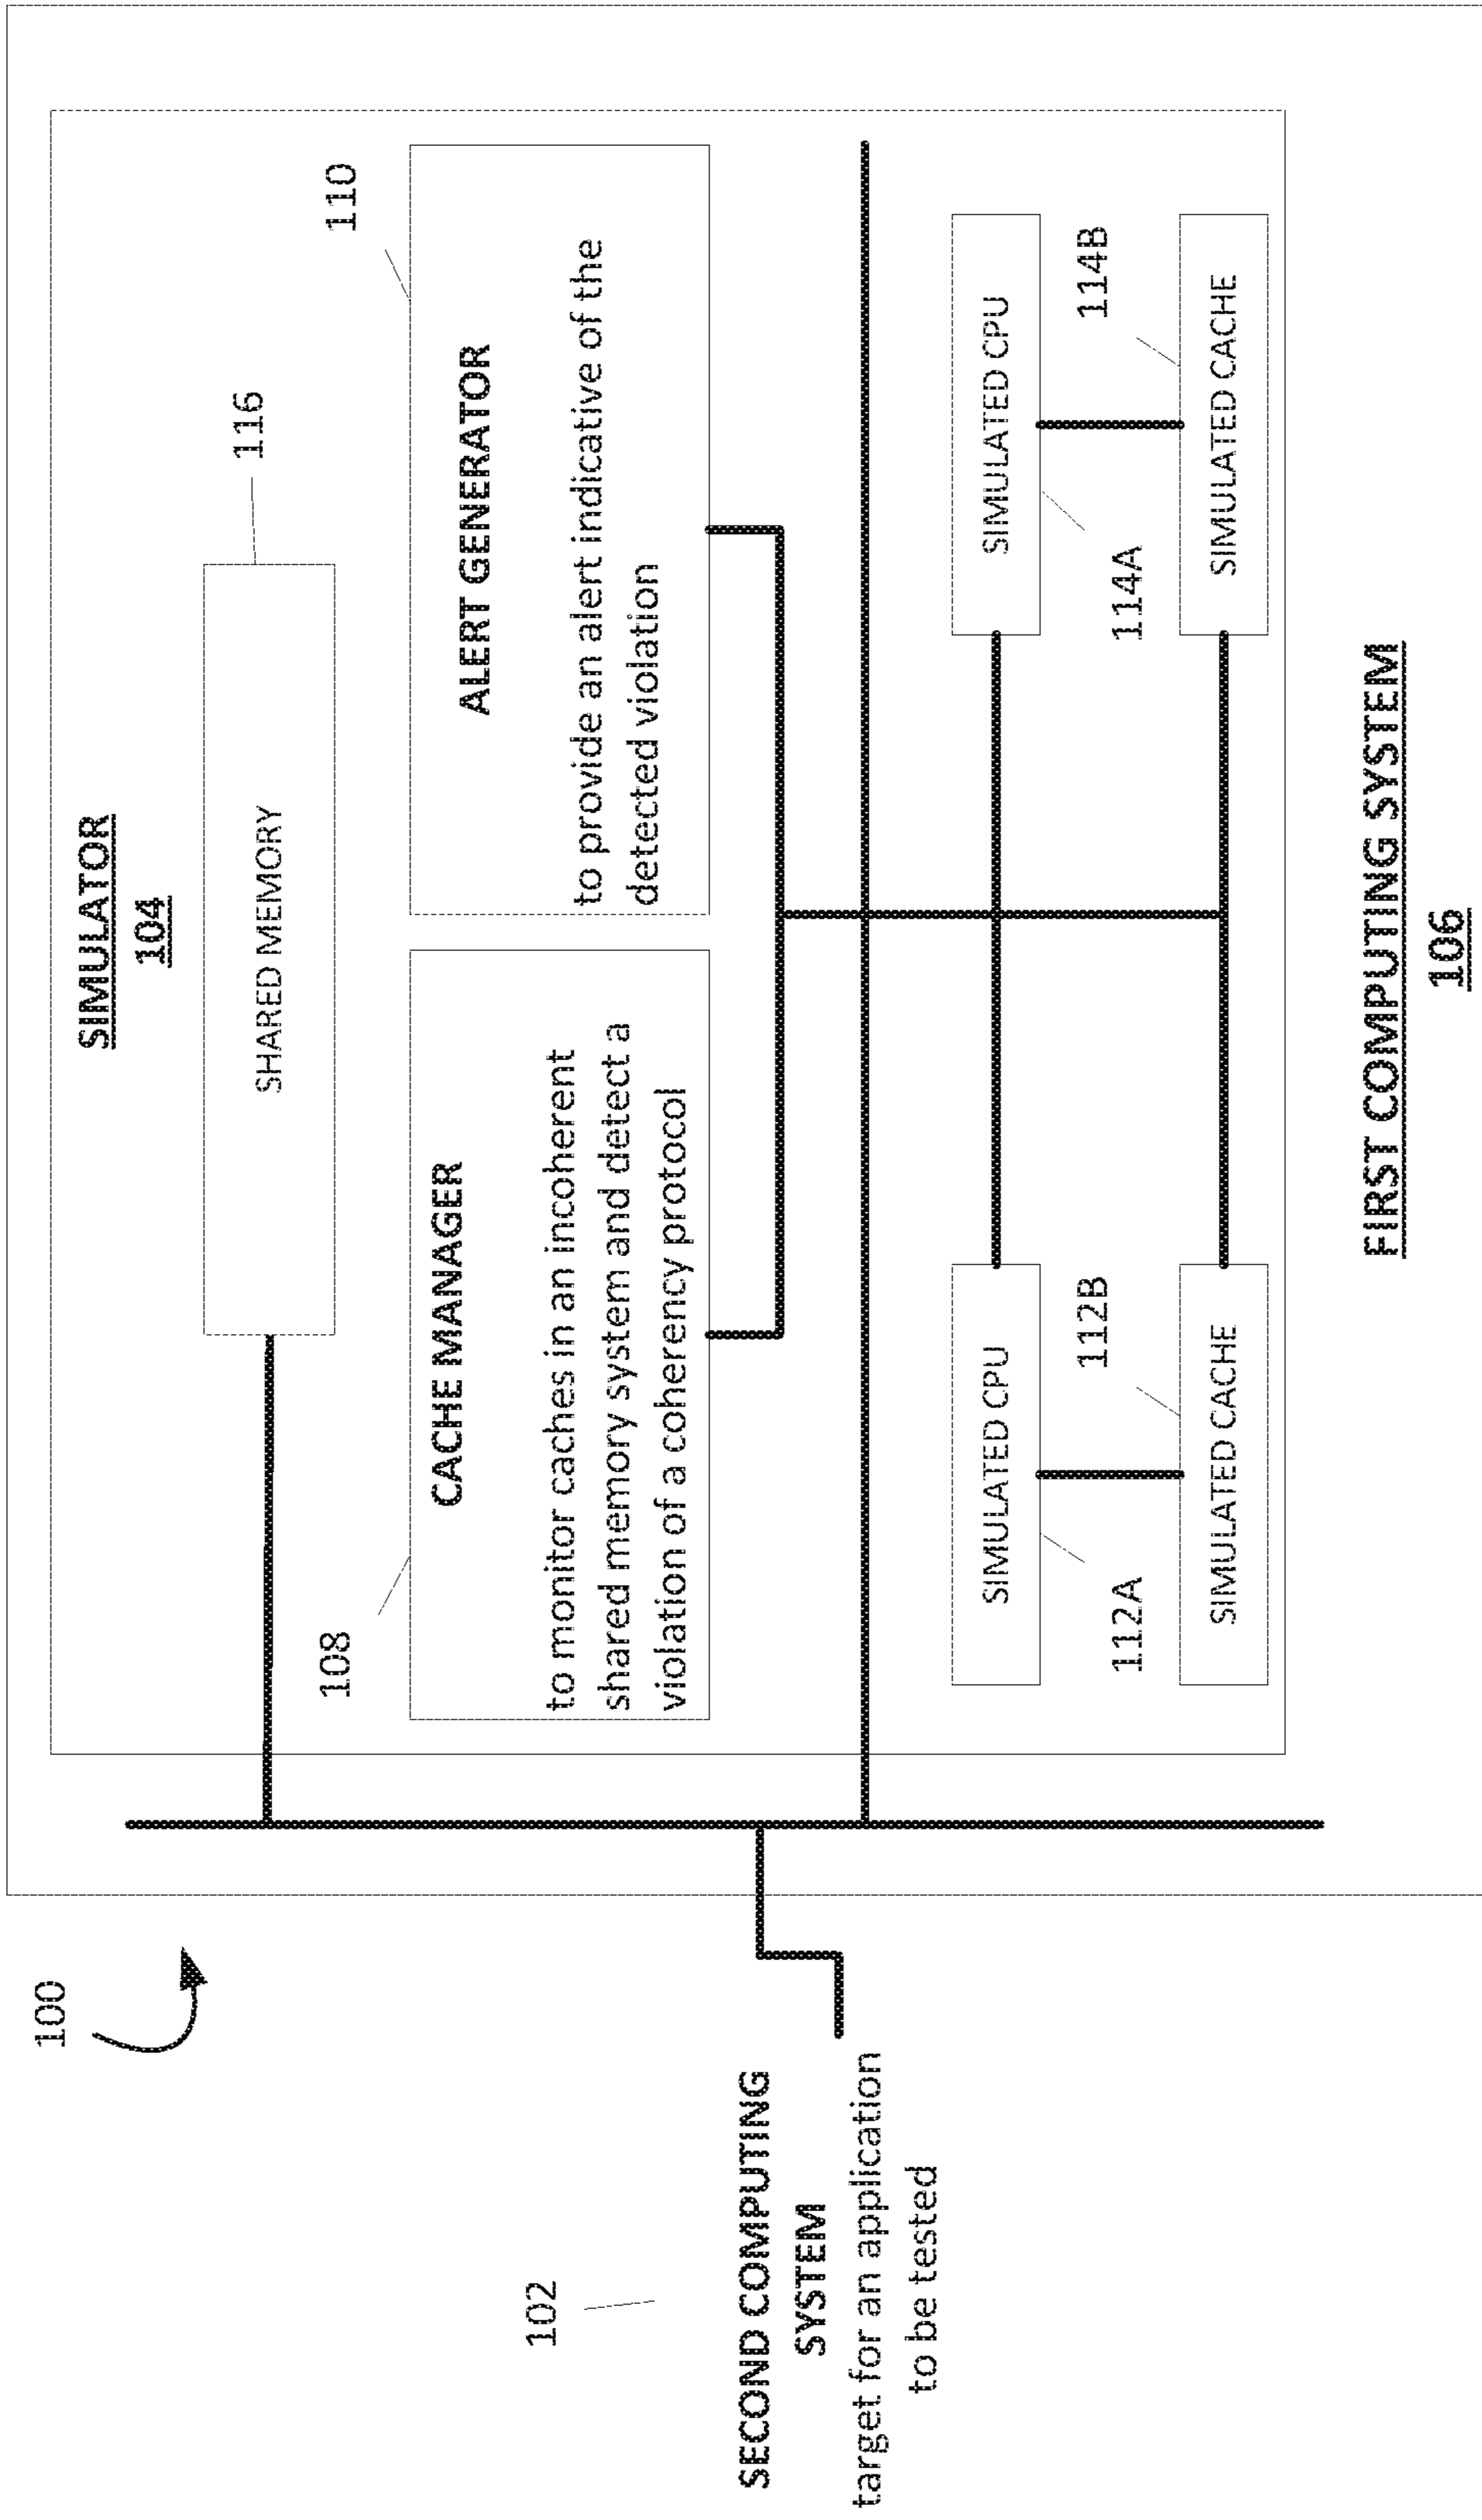 100
SIMULATOR
104
SHARED MEMORY
116
108
110
CACHE MANAGER
to monitor caches in an incoherent
shared memory system and detect a
violation of a coherency protocol
ALERT GENERATOR
to provide an alert indicative of the
detected violation
102
SECOND COMPUTING
SYSTEM
target for an application
to be tested
SIMULATED CPU
112A
112B
SIMULATED CACHE
SIMULATED CPU
114A
114B
SIMULATED CACHE
FIRST COMPUTING SYSTEM
106